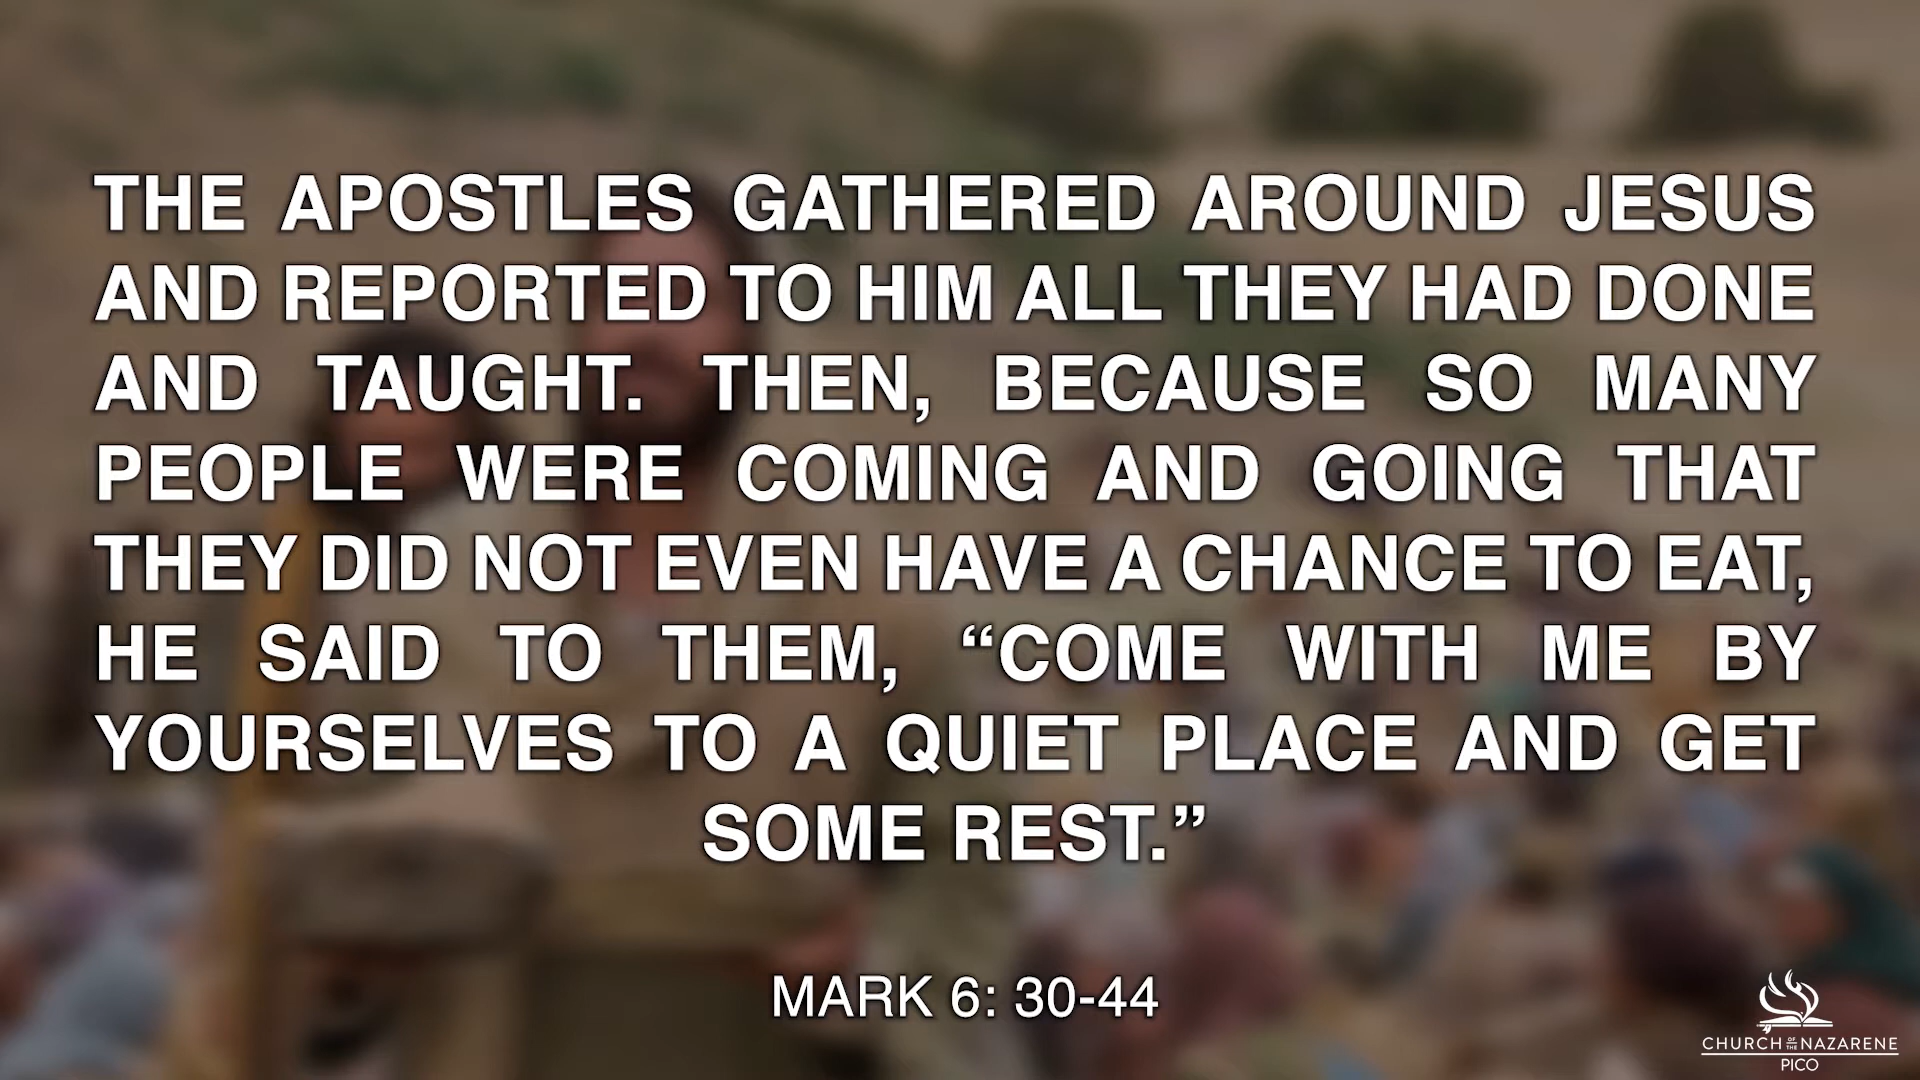 THE APOSTLES GATHERED AROUND JESUS
AND REPORTED TO HIM ALL THEY HAD DONE
AND TAUGHT. THEN, BECAUSE SO MANY
PEOPLE WERE COMING AND GOING THAT
THEY DID NOT EVEN HAVE A CHANCE TO EAT,
HE SAID TO THEM, “COME WITH ME BY
YOURSELVES TO A QUIET PLACE AND GET
SOME REST.”
MARK 6: 30-44
CHURCH OF THE NAZARENE
PICO